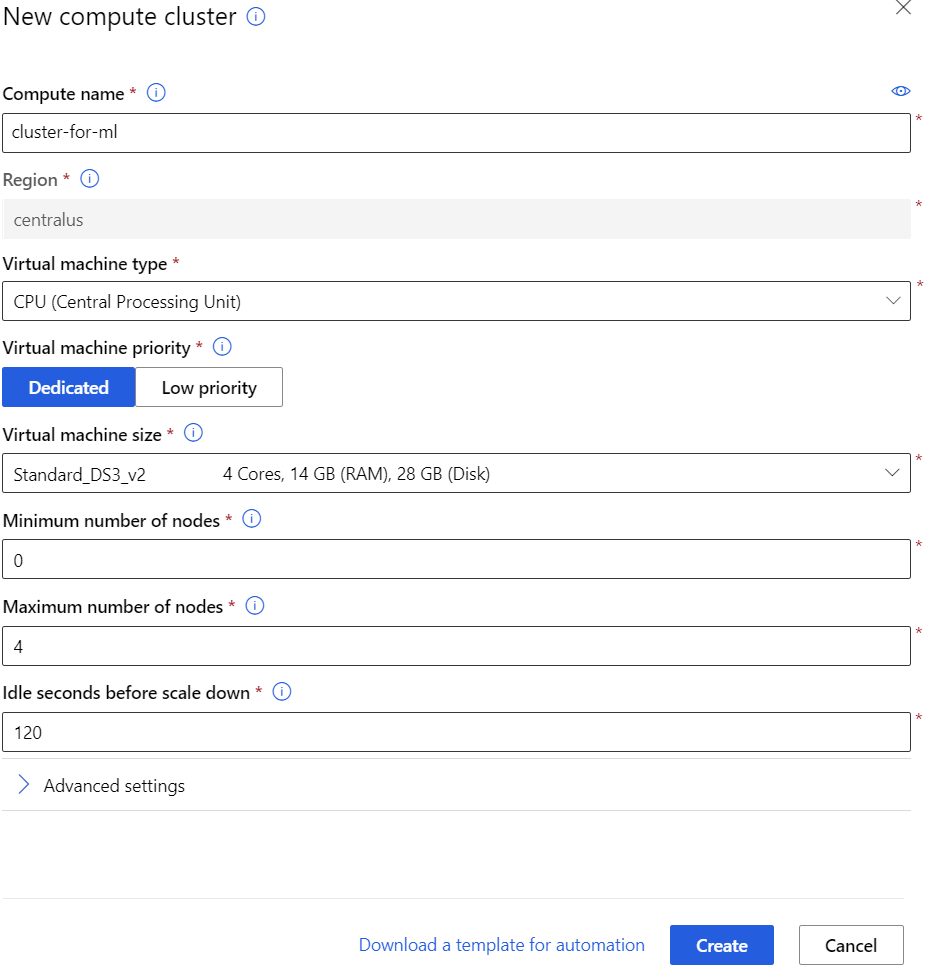 New compute cluster
Compute name *
cluster-for-ml
*
Region *
centralus
*
Virtual machine type *
CPU (Central Processing Unit)
*
Virtual machine priority *
Dedicated Low priority
Virtual machine size *
Standard_DS3_v2 4 Cores, 14 GB (RAM), 28 GB (Disk)
*
Minimum number of nodes *
0
*
Maximum number of nodes *
4
*
Idle seconds before scale down *
120
*
Advanced settings
Download a template for automation Create Cancel